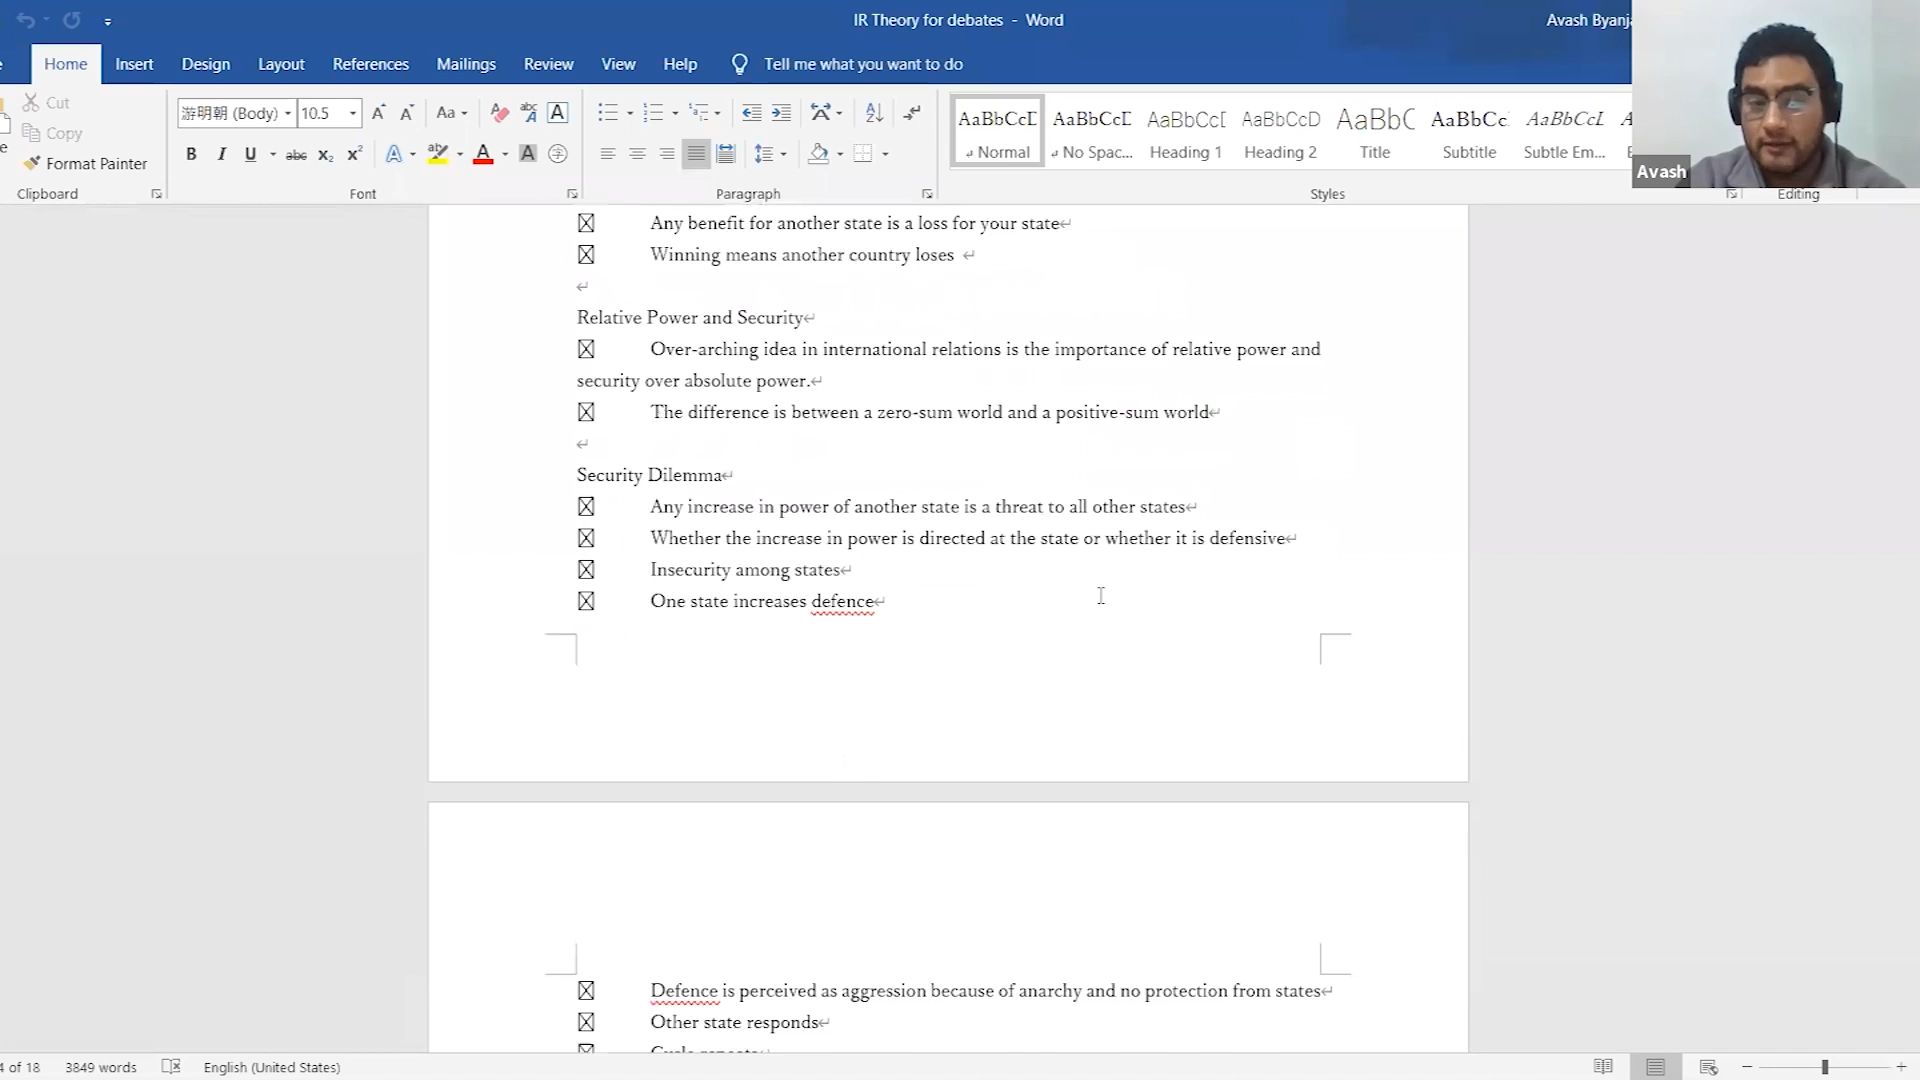 IR Theory for debates - Word
Avash Byanj
Home Insert Design Layout References Mailings Review View Help Tell me what you want to do
Cut
Copy
Format Painter
Clipboard
游明朝 (Body) 10.5
Font
Paragraph
AaBbCcD AaBbCcD AaBbC( AaBbCcD AaBbC AaBbCc AaBbCcL
Normal No Spac... Heading 1 Heading 2 Title Subtitle Subtle Em...
Styles
Editing
Avash
Any benefit for another state is a loss for your state
Winning means another country loses
Relative Power and Security
Over-arching idea in international relations is the importance of relative power and
security over absolute power.
The difference is between a zero-sum world and a positive-sum world
Security Dilemma
Any increase in power of another state is a threat to all other states
Whether the increase in power is directed at the state or whether it is defensive
Insecurity among states
One state increases defence
Defence is perceived as aggression because of anarchy and no protection from states
Other state responds
4 of 18 3849 words English (United States)